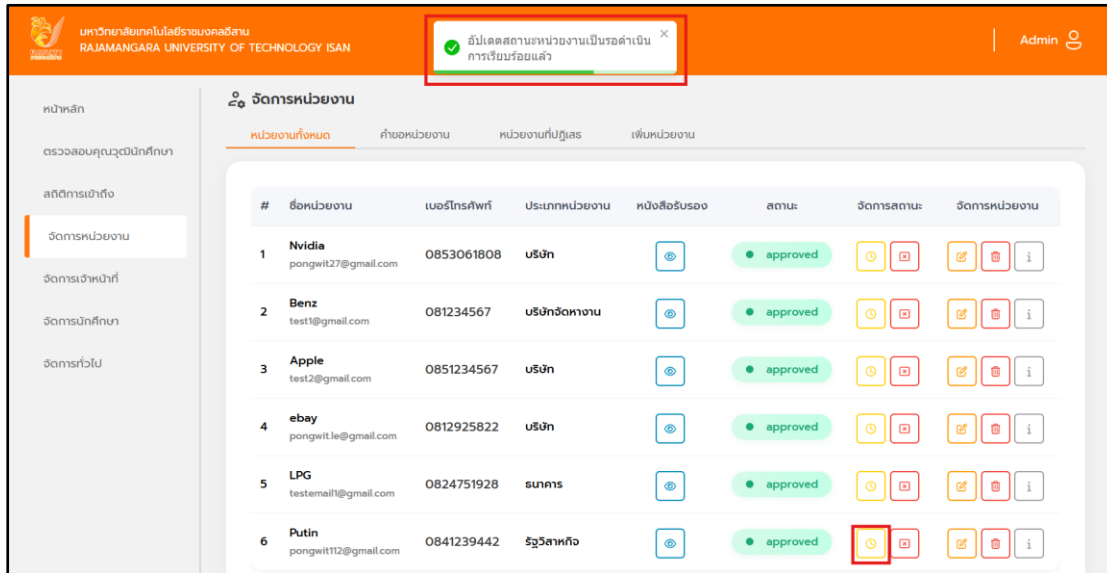 มหาวิทยาลัยเทคโนโลยีราชมงคลอีสาน
RAJAMANGARA UNIVERSITY OF TECHNOLOGY ISAN
อัปเดตสถานะหน่วยงานเป็นรอดำเนิน
การเรียบร้อยแล้ว
Admin
หน้าหลัก
ตรวจสอบคุณวุฒินักศึกษา
สถิติการเข้าถึง
จัดการหน่วยงาน
จัดการเจ้าหน้าที่
จัดการนักศึกษา
จัดการทั่วไป
จัดการหน่วยงาน
หน่วยงานทั้งหมด คำขอหน่วยงาน หน่วยงานที่ปฏิเสธ เพิ่มหน่วยงาน
# ชื่อหน่วยงาน เบอร์โทรศัพท์ ประเภทหน่วยงาน หนังสือรับรอง สถานะ จัดการสถานะ จัดการหน่วยงาน
1 Nvidia 0853061808 บริษัท approved
pongwit27@gmail.com
2 Benz 081234567 บริษัทจัดหางาน approved
test1@gmail.com
3 Apple 0851234567 บริษัท approved
test2@gmail.com
4 ebay 0812925822 บริษัท approved
pongwit.le@gmail.com
5 LPG 0824751928 ธนาคาร approved
testemail1@gmail.com
6 Putin 0841239442 รัฐวิสาหกิจ approved
pongwit112@gmail.com